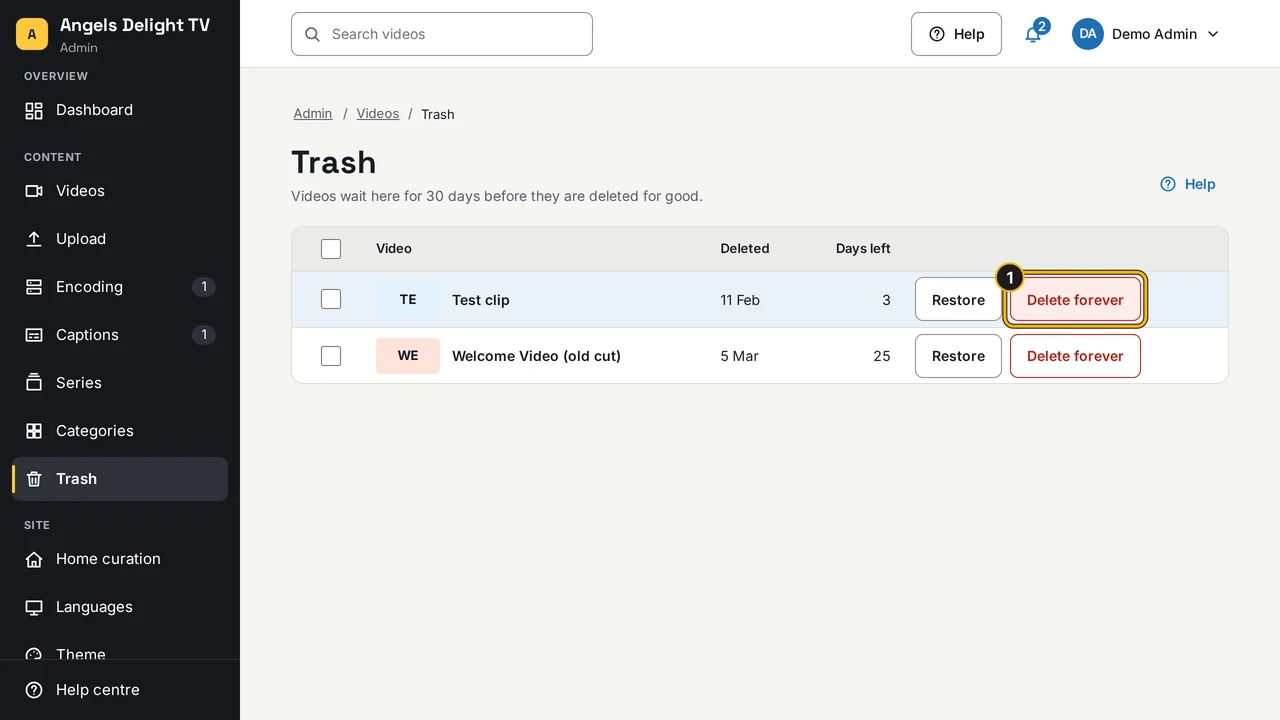 A
Angels Delight TV
Admin
OVERVIEW
Dashboard
CONTENT
Videos
Upload
Encoding 1
Captions 1
Series
Categories
Trash
SITE
Home curation
Languages
Theme
Help centre
Search videos
Help
2
DA Demo Admin
Admin / Videos / Trash
Trash
Videos wait here for 30 days before they are deleted for good.
Help
Video Deleted Days left
1
TE Test clip 11 Feb 3 Restore Delete forever
WE Welcome Video (old cut) 5 Mar 25 Restore Delete forever